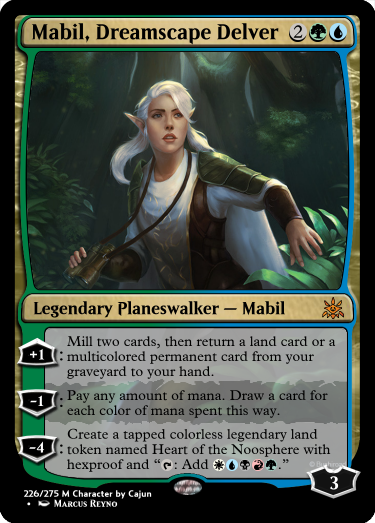 Mabil, Dreamscape Delver 2
Legendary Planeswalker — Mabil
+1: Mill two cards, then return a land card or a
multicolored permanent card from your
graveyard to your hand.
-1: Pay any amount of mana. Draw a card for
each color of mana spent this way.
-4: Create a tapped colorless legendary land
token named Heart of the Noosphere with
hexproof and “: Add .”
3
226/275 M Character by Cajun
• Marcus Reyno